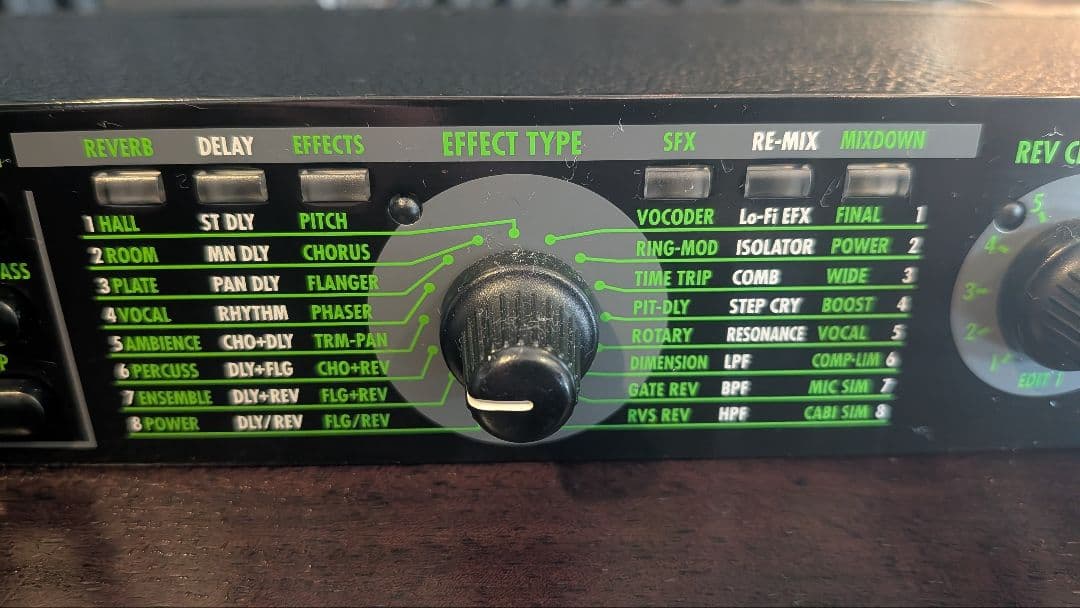 REVERB DELAY EFFECTS EFFECT TYPE SFX RE-MIX MIXDOWN
REV
1 HALL ST DLY PITCH VOCODER Lo-Fi EFX FINAL 1
2 ROOM MN DLY CHORUS RING-MOD ISOLATOR POWER 2
3 PLATE PAN DLY FLANGER TIME TRIP COMB WIDE 3
4 VOCAL RHYTHM PHASER PIT-DLY STEP CRY BOOST 4
5 AMBIENCE CHO+DLY TRM-PAN ROTARY RESONANCE VOCAL 5
6 PERCUSS DLY+FLG CHO+REV DIMENSION LPF COMP-LIM 6
7 ENSEMBLE DLY+REV FLG+REV GATE REV BPF MIC SIM 7
8 POWER DLY/REV FLG/REV RVS REV HPF CABI SIM 8
5
4
3
2
1
EDIT 1
ASS
P